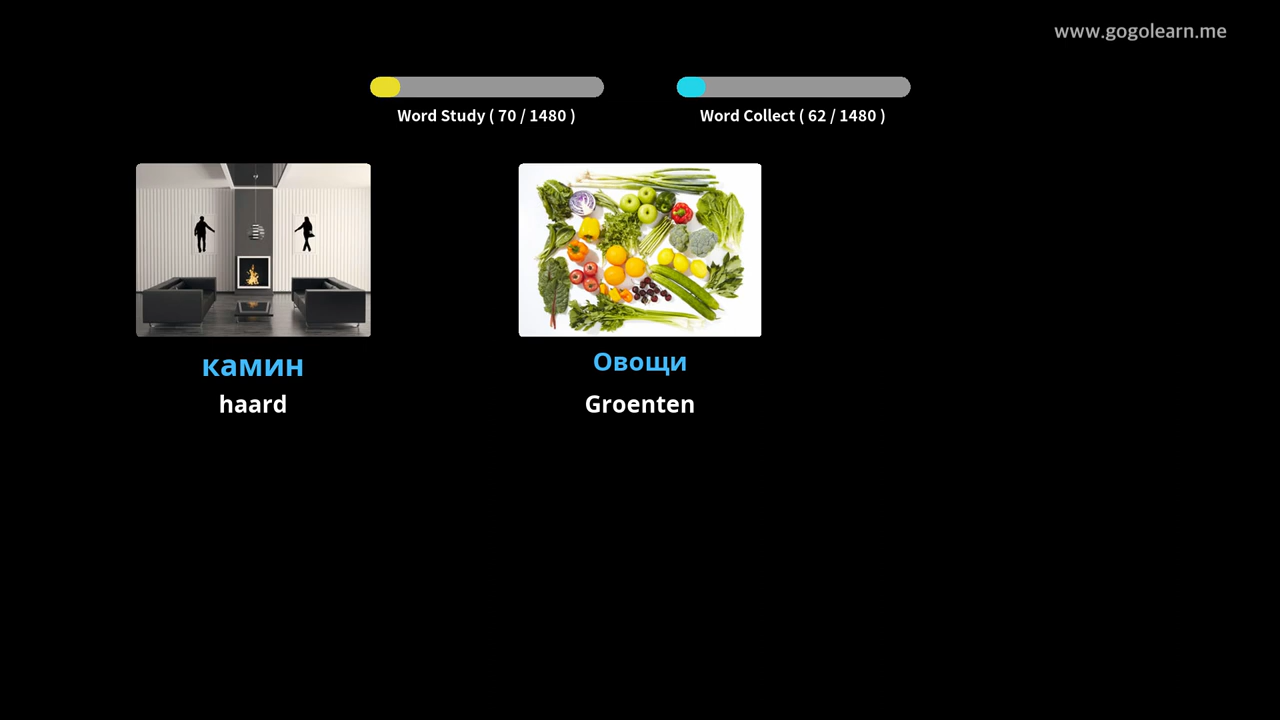 www.gogolearn.me
Word Study ( 70 / 1480 )
Word Collect ( 62 / 1480 )
камин
haard
Овощи
Groenten